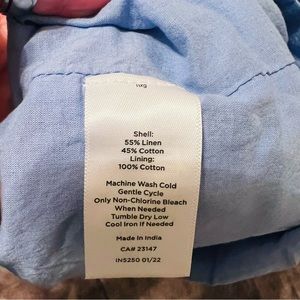 Shell:
55% Linen
45% Cotton
Lining:
100% Cotton
Machine Wash Cold
Gentle Cycle
Only Non-Chlorine Bleach
When Needed
Tumble Dry Low
Cool Iron If Needed
Made In India
CA# 23147
IN5250 01/22